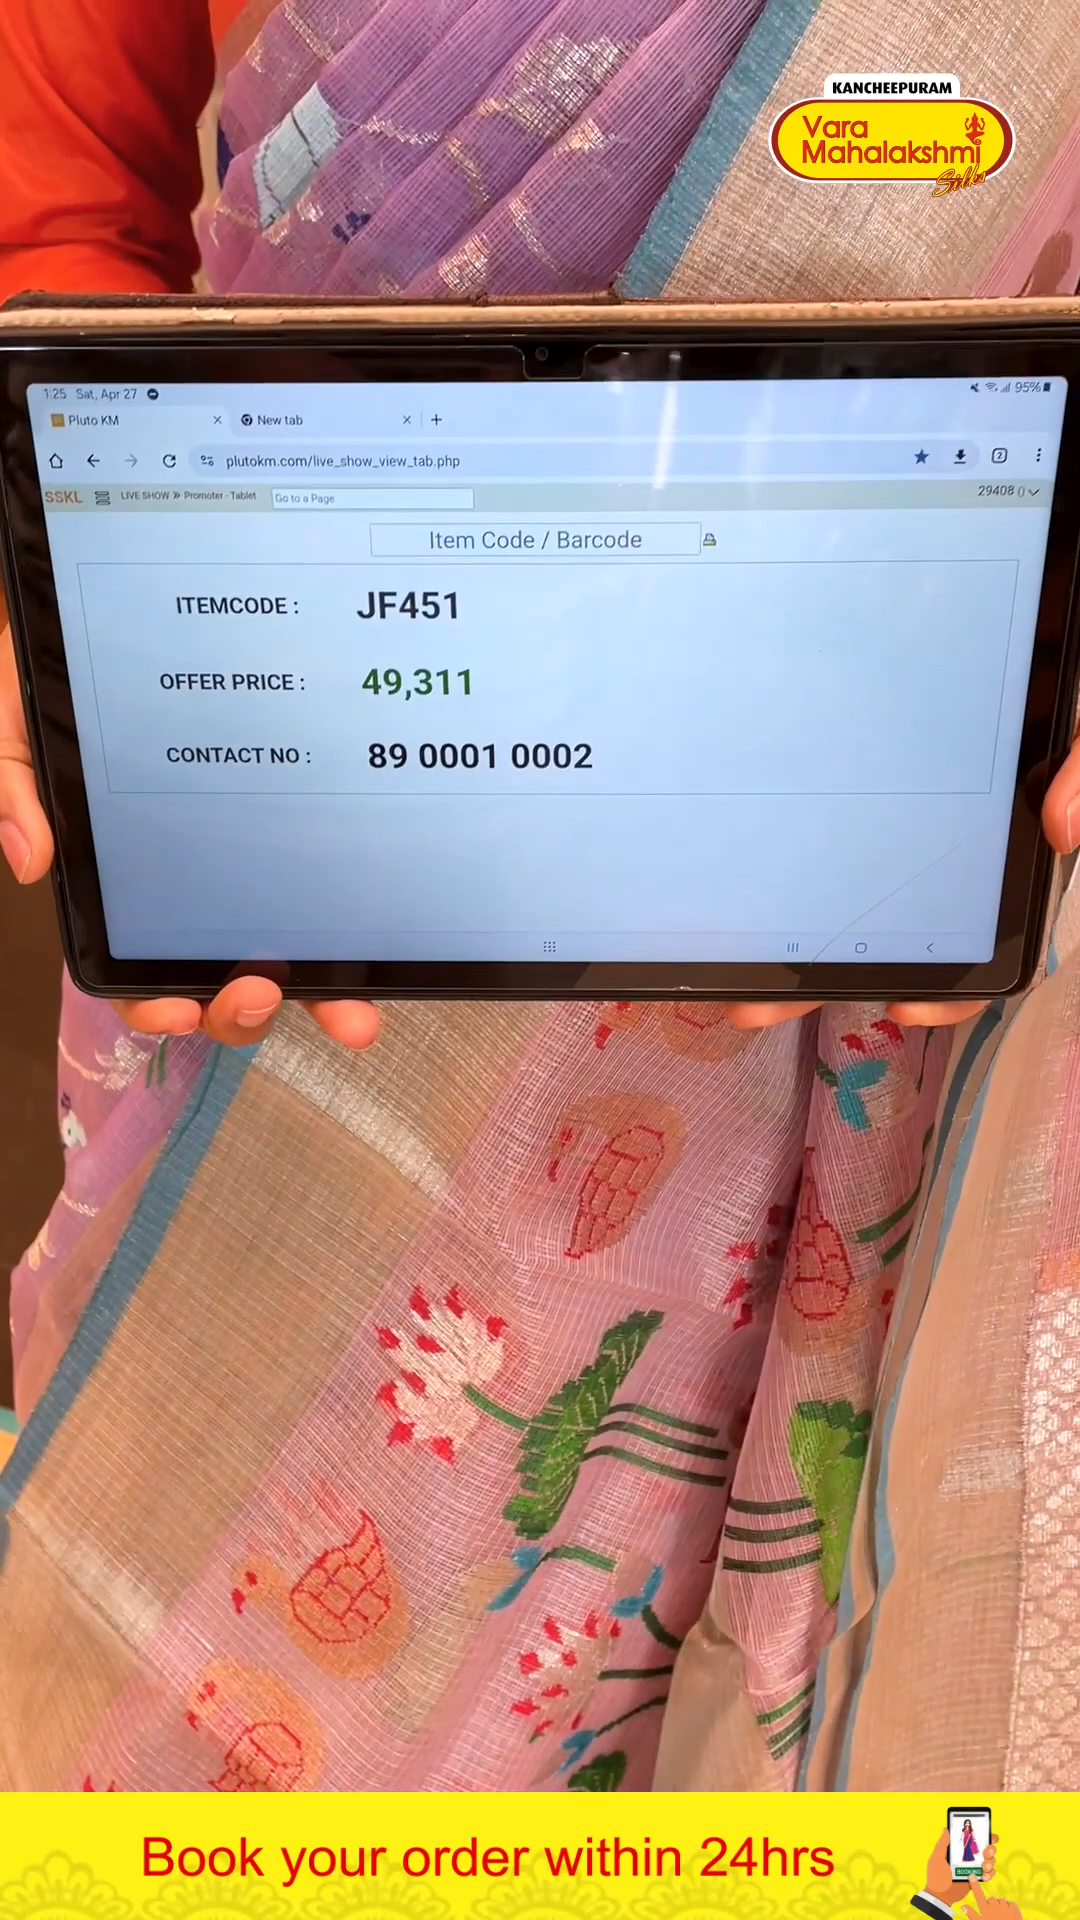 KANCHEEPURAM
Vara
Mahalakshmi
Silks
1:25 Sat, Apr 27
95%
Pluto KM
New tab
plutokm.com/live_show_view_tab.php
2
SSKL
LIVE SHOW » Promoter - Tablet
Go to a Page
29408 ()
Item Code / Barcode
ITEMCODE : JF451
OFFER PRICE : 49,311
CONTACT NO : 89 0001 0002
Book your order within 24hrs
BOOKING